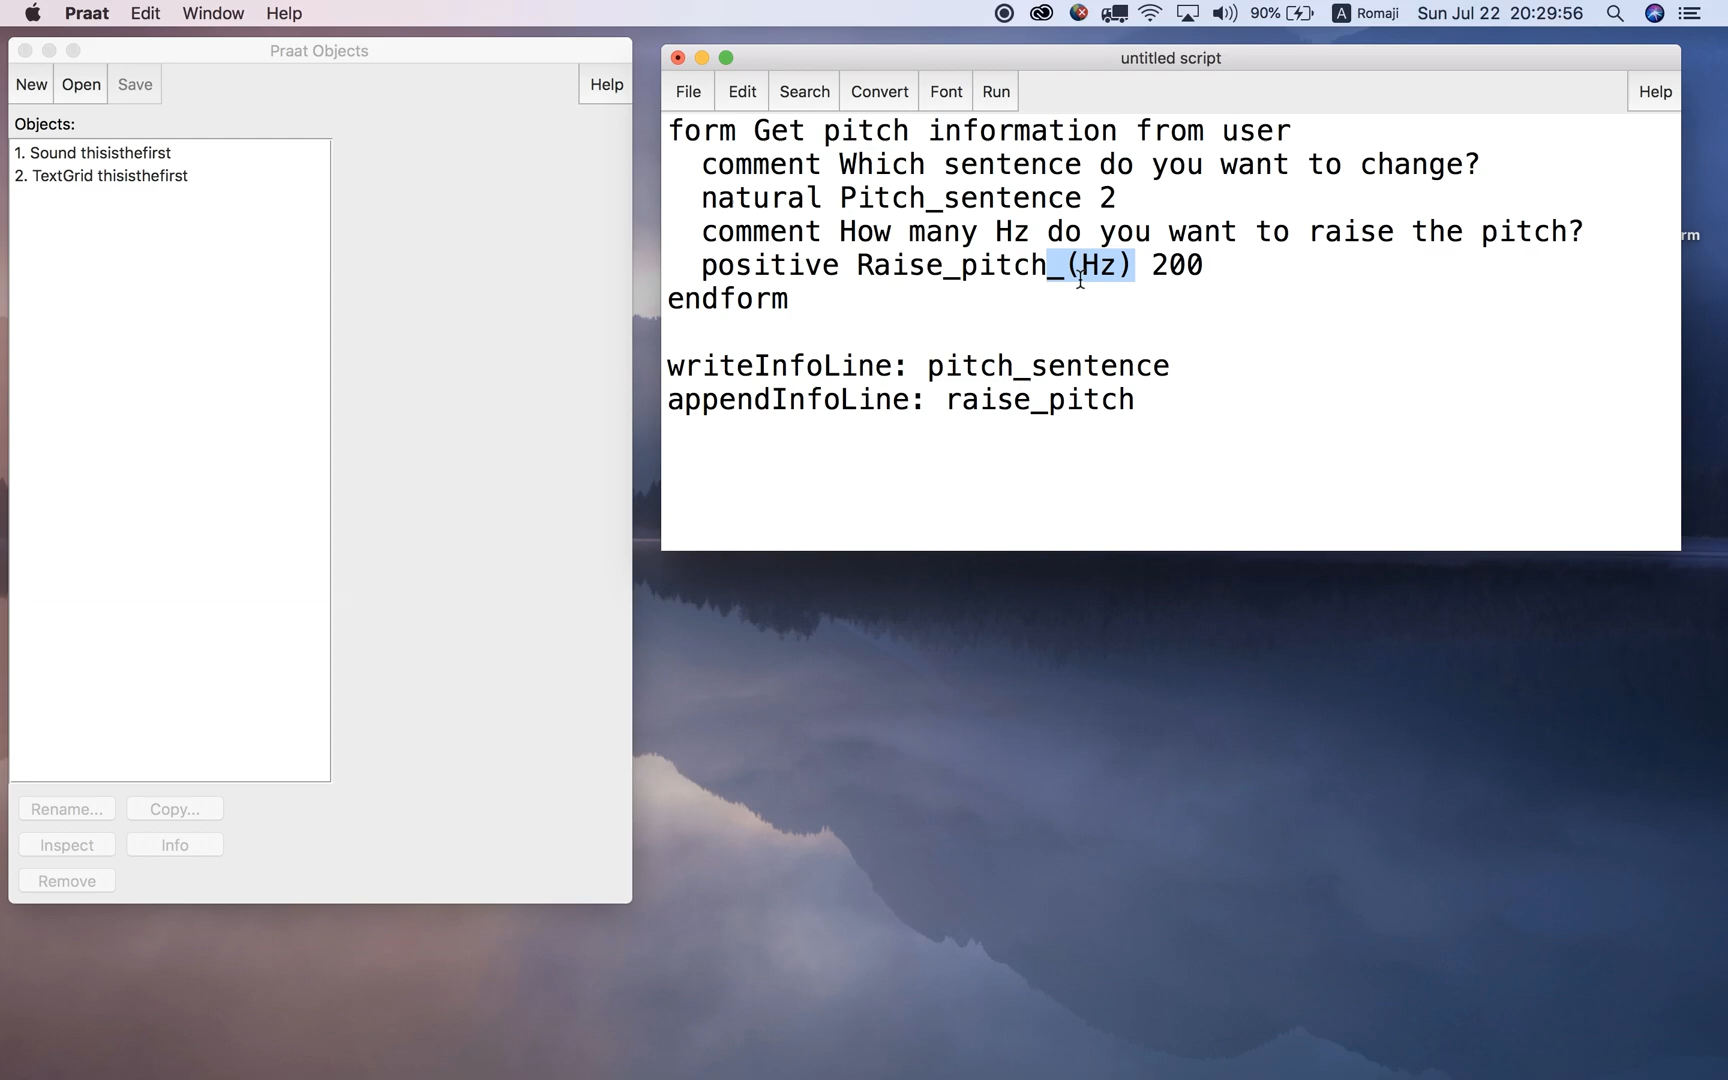 Praat Edit Window Help 90% A Romaji Sun Jul 22 20:29:56
Praat Objects
New Open Save Help
Objects:
1. Sound thisisthefirst
2. TextGrid thisisthefirst
Rename... Copy...
Inspect Info
Remove
untitled script
File Edit Search Convert Font Run Help
form Get pitch information from user
comment Which sentence do you want to change?
natural Pitch_sentence 2
comment How many Hz do you want to raise the pitch?
positive Raise_pitch_(Hz) 200
endform
writeInfoLine: pitch_sentence
appendInfoLine: raise_pitch
rm